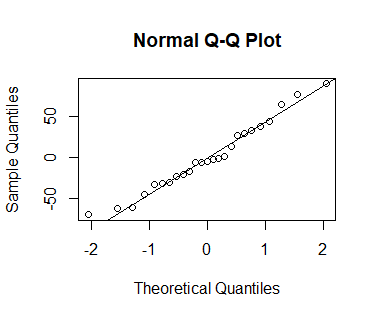 Normal Q-Q Plot
Sample Quantiles
50
0
-50
-2 -1 0 1 2
Theoretical Quantiles